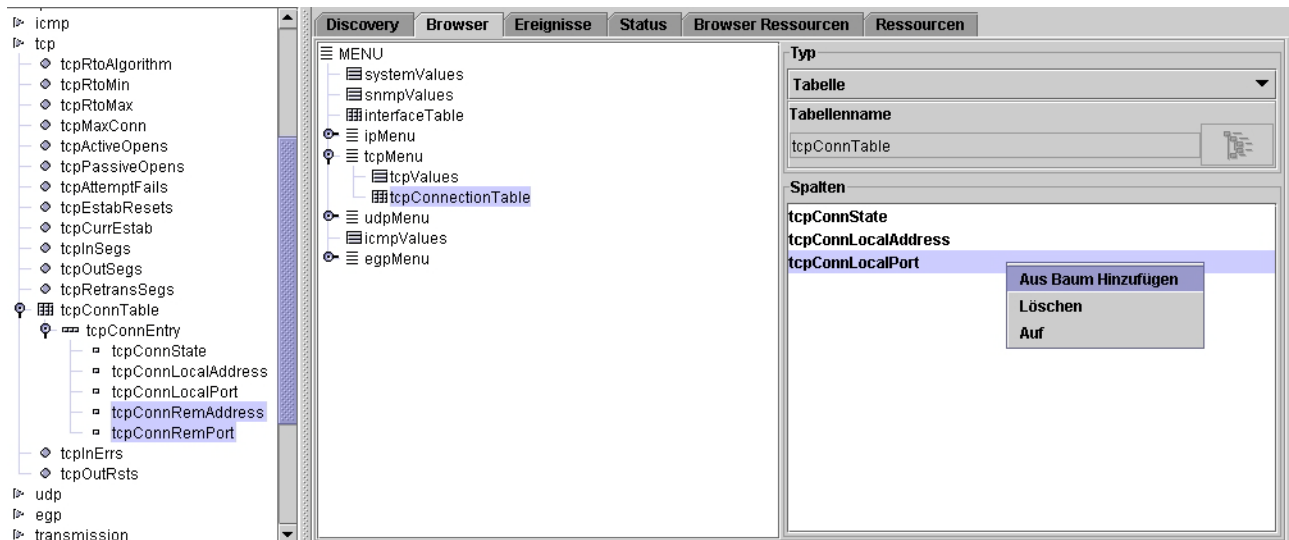 icmp
tcp
tcpRtoAlgorithm
tcpRtoMin
tcpRtoMax
tcpMaxConn
tcpActiveOpens
tcpPassiveOpens
tcpAttemptFails
tcpEstabResets
tcpCurrEstab
tcpInSegs
tcpOutSegs
tcpRetransSegs
tcpConnTable
tcpConnEntry
tcpConnState
tcpConnLocalAddress
tcpConnLocalPort
tcpConnRemAddress
tcpConnRemPort
tcpInErrs
tcpOutRsts
udp
egp
transmission
Discovery Browser Ereignisse Status Browser Ressourcen Ressourcen
MENU
systemValues
snmpValues
interfaceTable
ipMenu
tcpMenu
tcpValues
tcpConnectionTable
udpMenu
icmpValues
egpMenu
Typ
Tabelle
Tabellenname
tcpConnTable
Spalten
tcpConnState
tcpConnLocalAddress
tcpConnLocalPort
Aus Baum Hinzufügen
Löschen
Auf